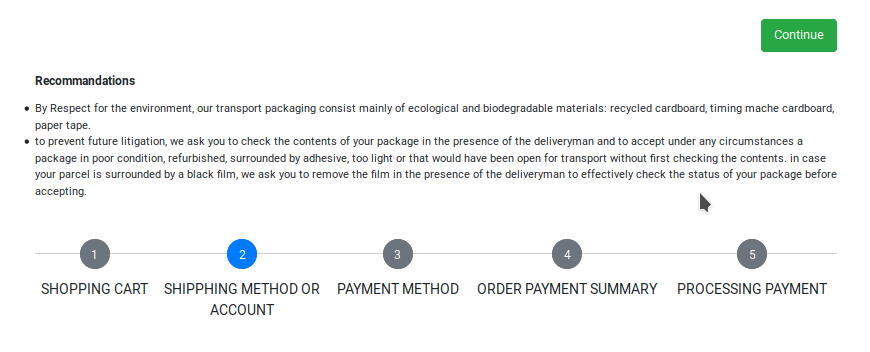 Continue
Recommandations
• By Respect for the environment, our transport packaging consist mainly of ecological and biodegradable materials: recycled cardboard, timing mache cardboard,
paper tape.
• to prevent future litigation, we ask you to check the contents of your package in the presence of the deliveryman and to accept under any circumstances a
package in poor condition, refurbished, surrounded by adhesive, too light or that would have been open for transport without first checking the contents. in case
your parcel is surrounded by a black film, we ask you to remove the film in the presence of the deliveryman to effectively check the status of your package before
accepting.
1 2 3 4 5
SHOPPING CART SHIPPHING METHOD OR PAYMENT METHOD ORDER PAYMENT SUMMARY PROCESSING PAYMENT
ACCOUNT